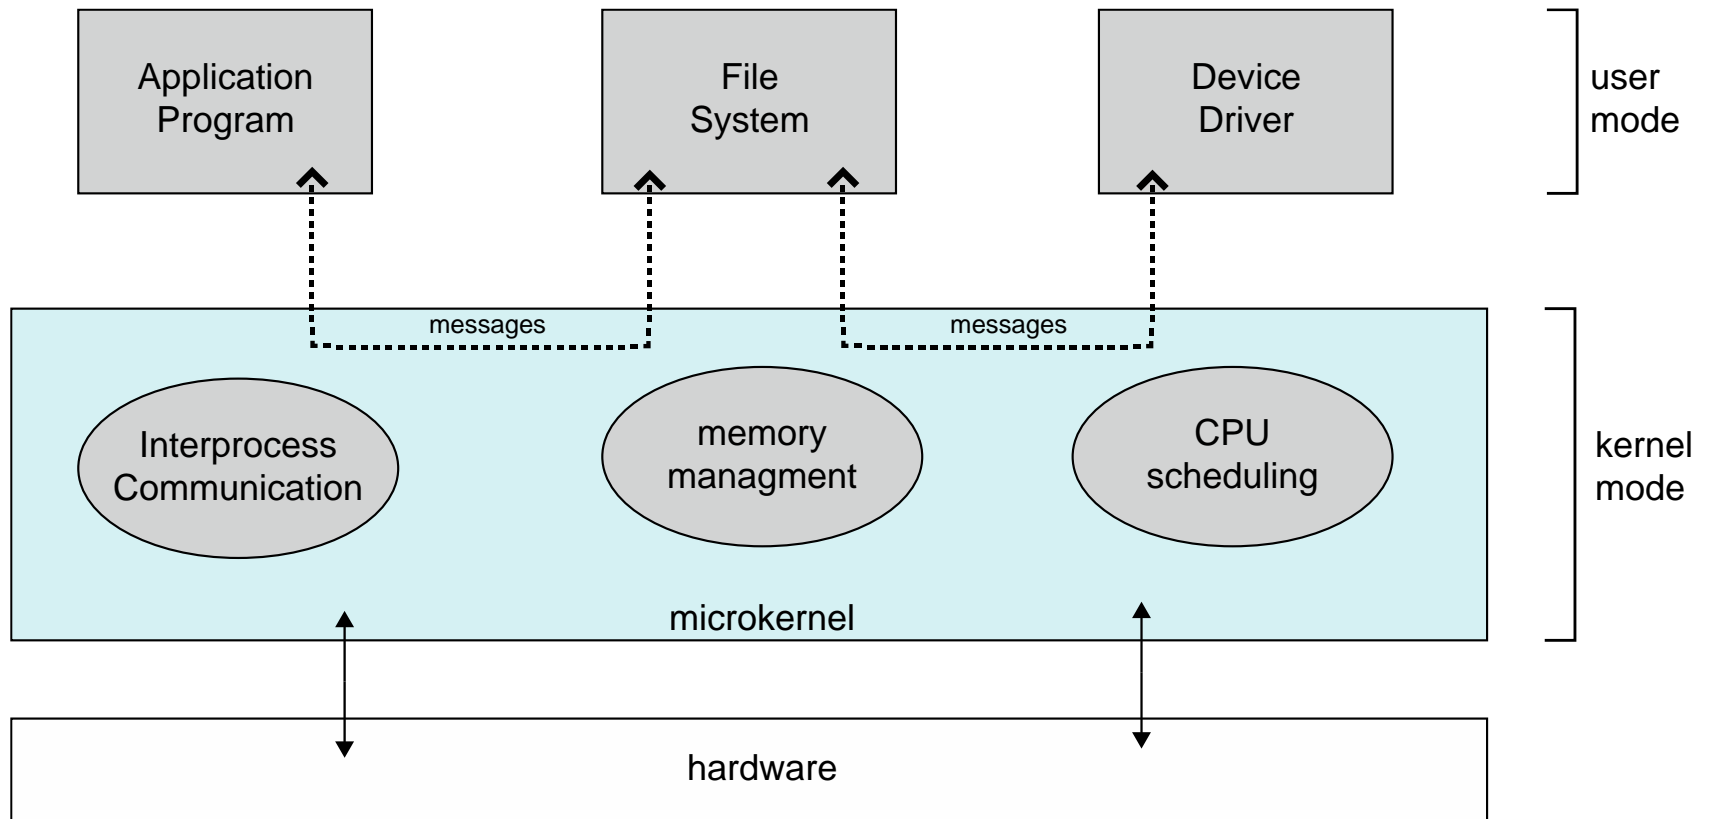 Application
Program
File
System
Device
Driver
user
mode
messages
messages
Interprocess
Communication
memory
managment
CPU
scheduling
kernel
mode
microkernel
hardware